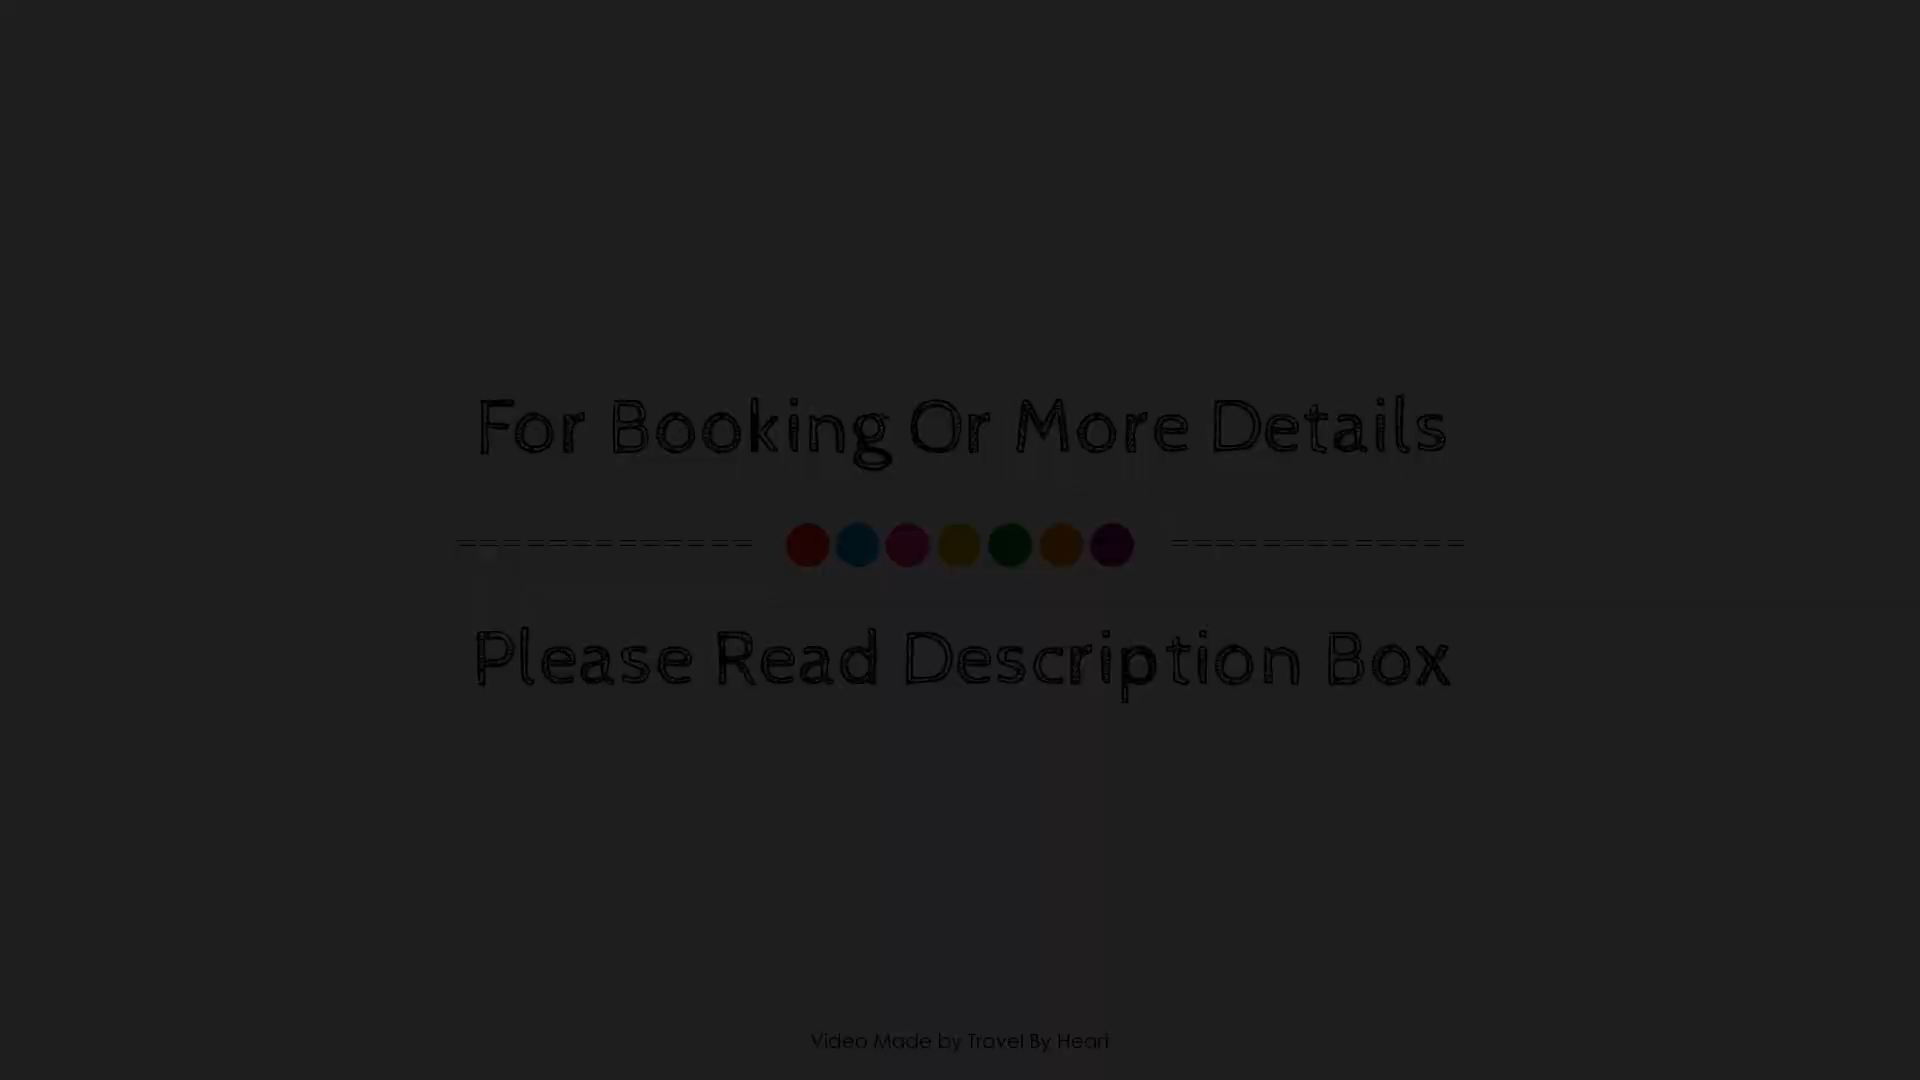 For Booking Or More Details
============= =============
Please Read Description Box
Video Made by Travel By Heart